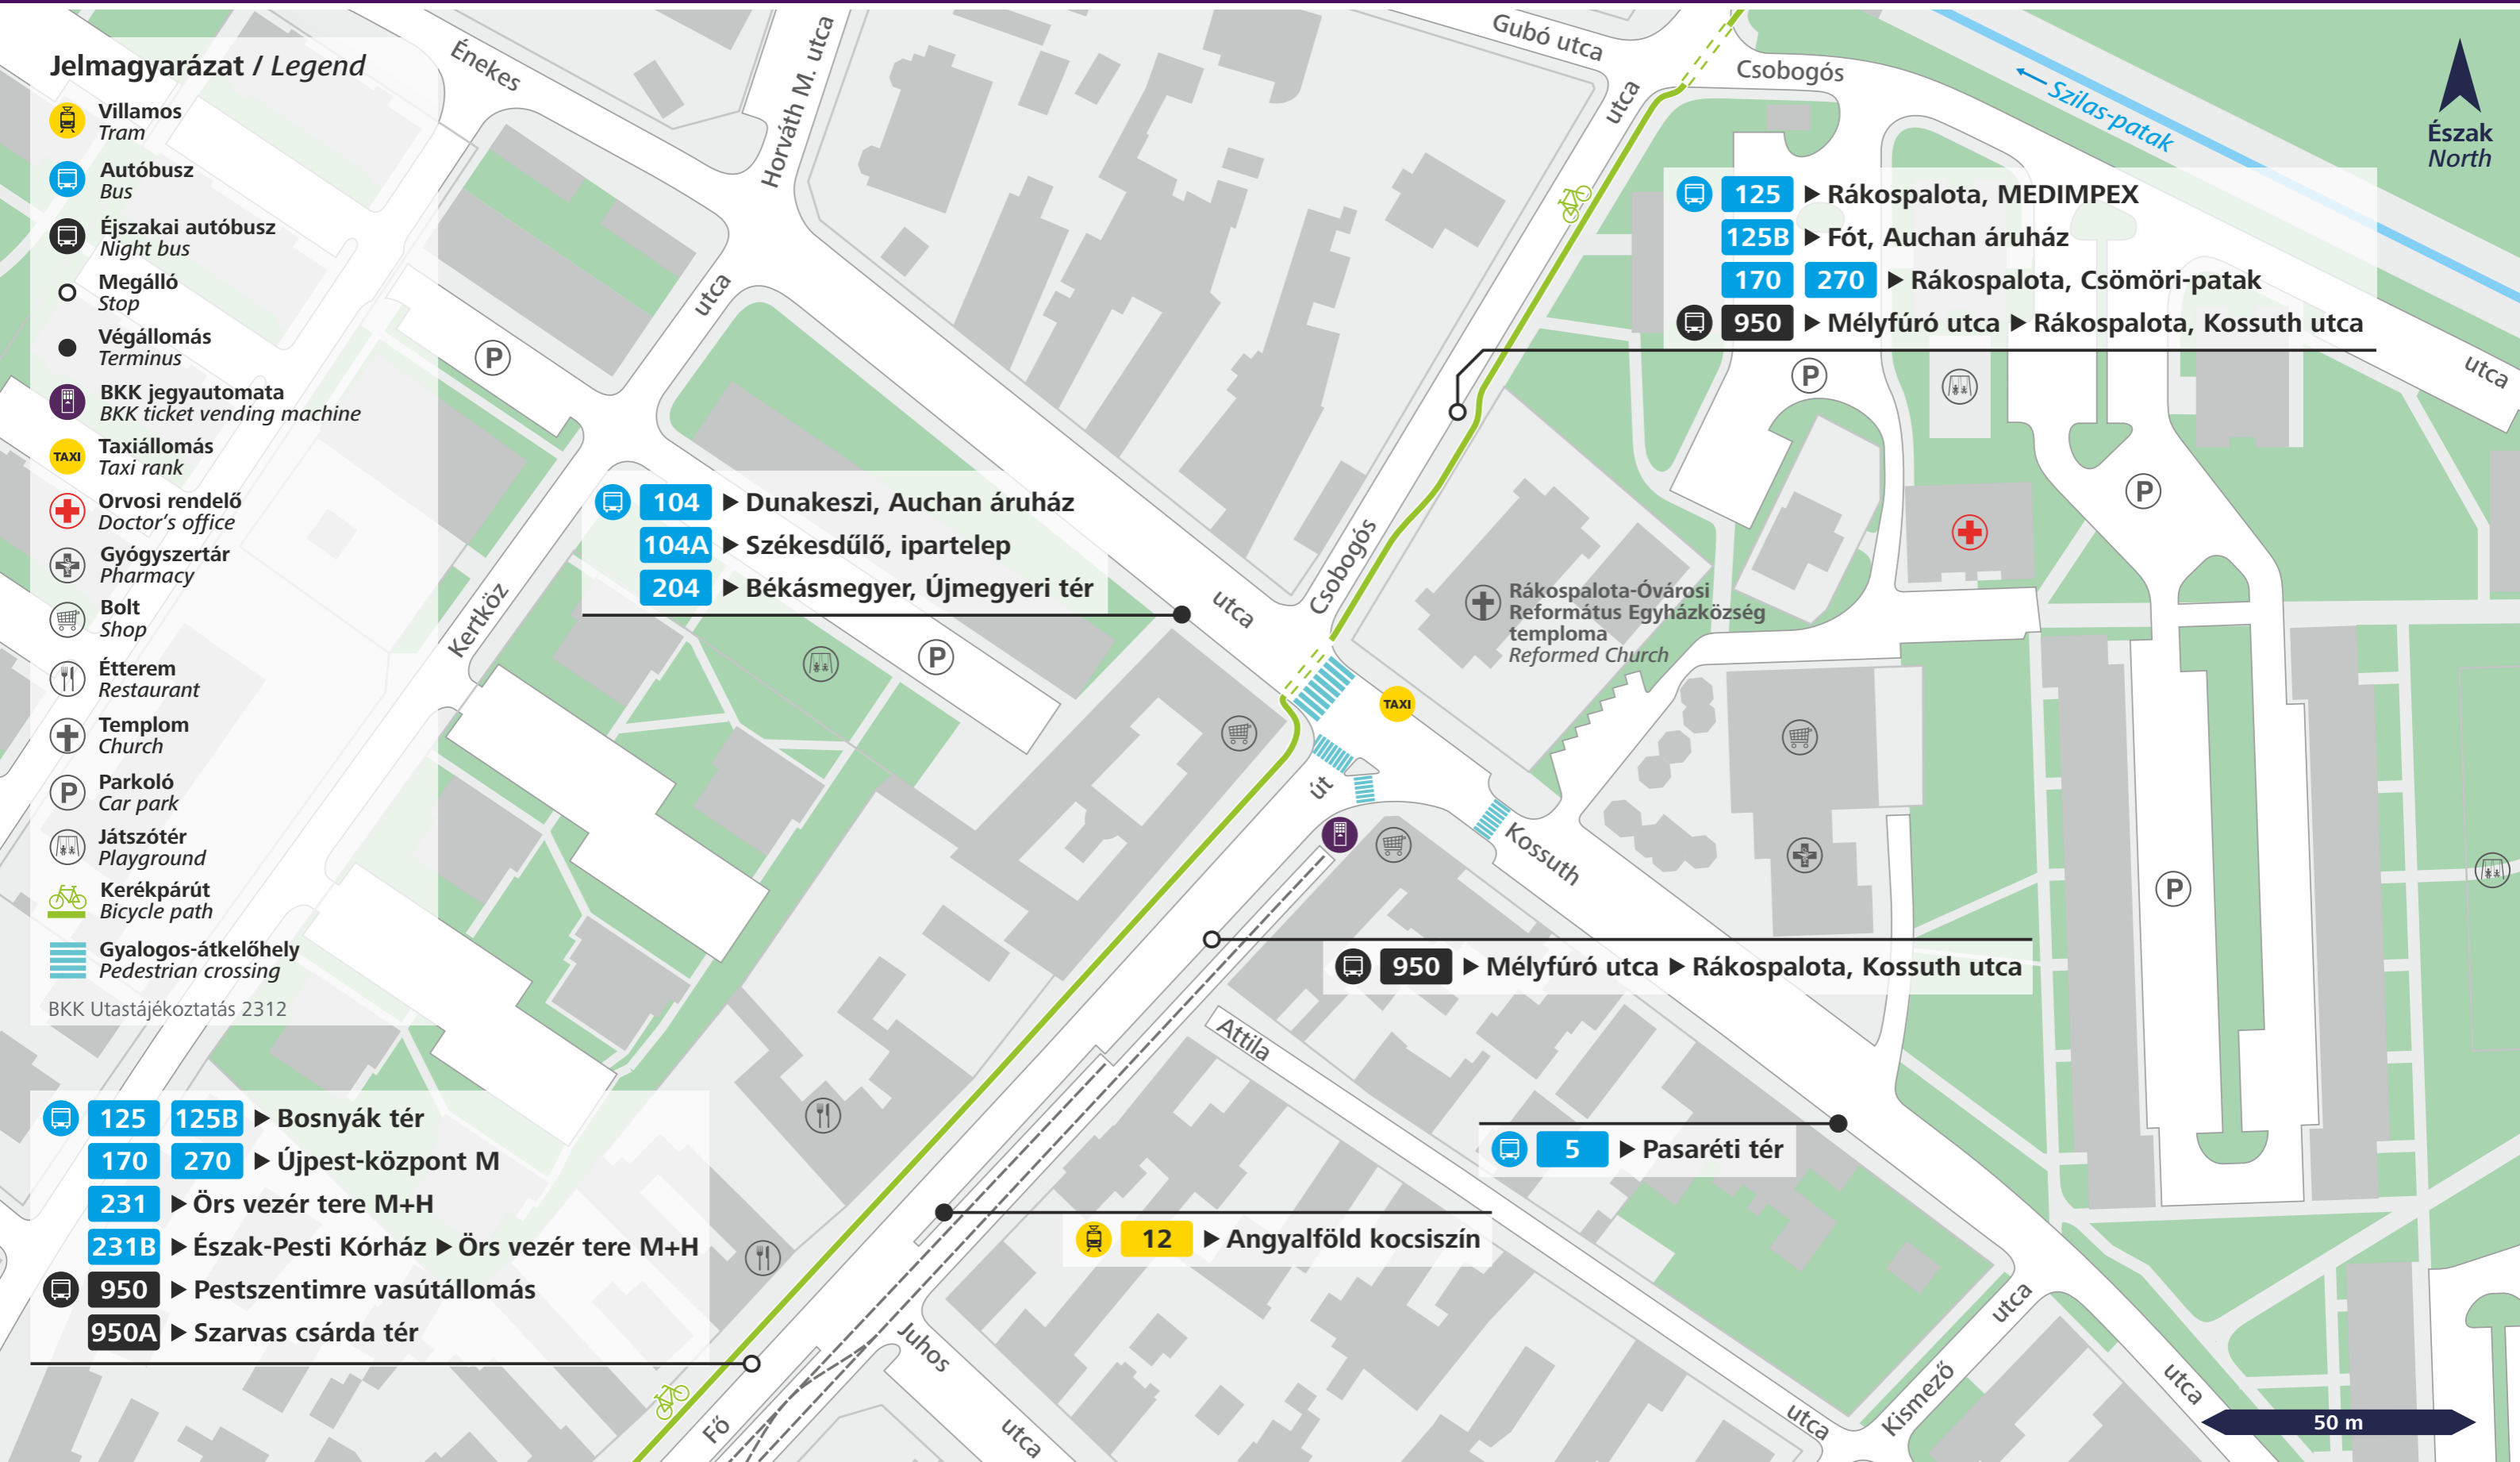 Jelmagyarázat / Legend
Villamos
Tram
Autóbusz
Bus
Éjszakai autóbusz
Night bus
Megálló
Stop
Végállomás
Terminus
BKK jegyautomata
BKK ticket vending machine
TAXI
Taxiállomás
Taxi rank
Orvosi rendelő
Doctor's office
Gyógyszertár
Pharmacy
Bolt
Shop
Étterem
Restaurant
Templom
Church
P
Parkoló
Car park
Játszótér
Playground
Kerékpárút
Bicycle path
Gyalogos-átkelőhely
Pedestrian crossing
BKK Utastájékoztatás 2312
Énekes
utca
Horváth M. utca
Gubó utca
utca
Csobogós
Szilas-patak
Észak
North
125 ▶ Rákospalota, MEDIMPEX
125B ▶ Fót, Auchan áruház
170 270 ▶ Rákospalota, Csömöri-patak
950 ▶ Mélyfúró utca ▶ Rákospalota, Kossuth utca
utca
P
P
P
104 ▶ Dunakeszi, Auchan áruház
104A ▶ Székesdűlő, ipartelep
204 ▶ Békásmegyer, Újmegyeri tér
Kertköz
utca
Csobogós
P
Rákospalota-Óvárosi
Református Egyházközség
temploma
Reformed Church
TAXI
út
Kossuth
P
950 ▶ Mélyfúró utca ▶ Rákospalota, Kossuth utca
Attila
5 ▶ Pasaréti tér
12 ▶ Angyalföld kocsiszín
125 125B ▶ Bosnyák tér
170 270 ▶ Újpest-központ M
231 ▶ Örs vezér tere M+H
231B ▶ Észak-Pesti Kórház ▶ Örs vezér tere M+H
950 ▶ Pestszentimre vasútállomás
950A ▶ Szarvas csárda tér
Fő
Juhos
utca
utca
Kismező
utca
utca
50 m